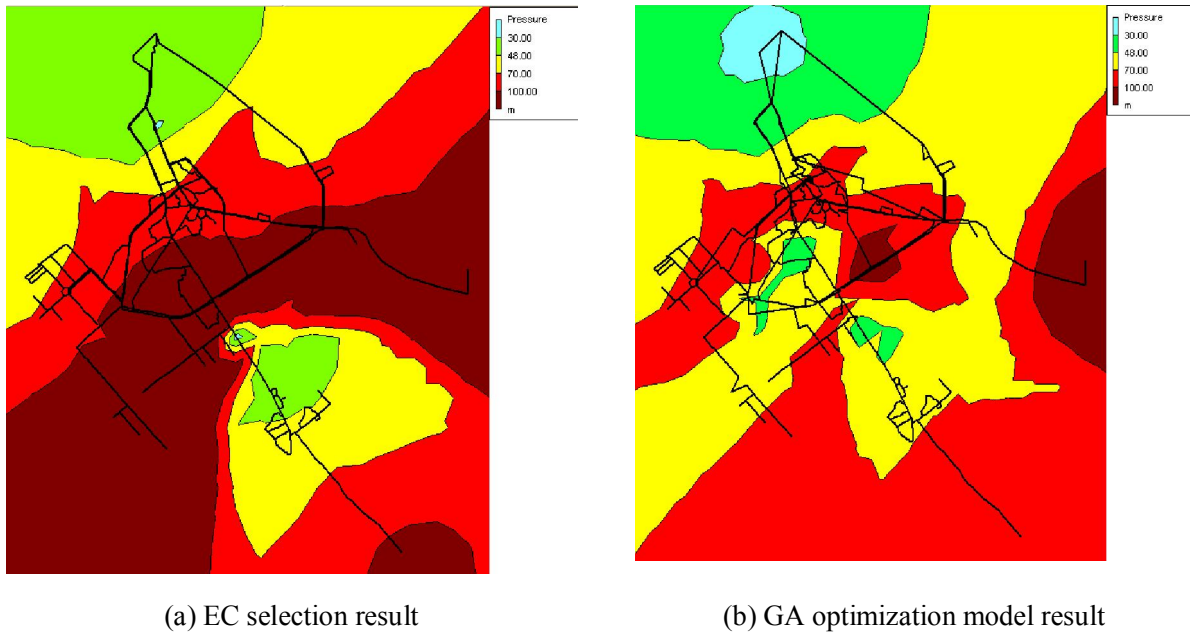 Pressure
30.00
48.00
70.00
100.00
m
Pressure
30.00
48.00
70.00
100.00
m
(a) EC selection result
(b) GA optimization model result